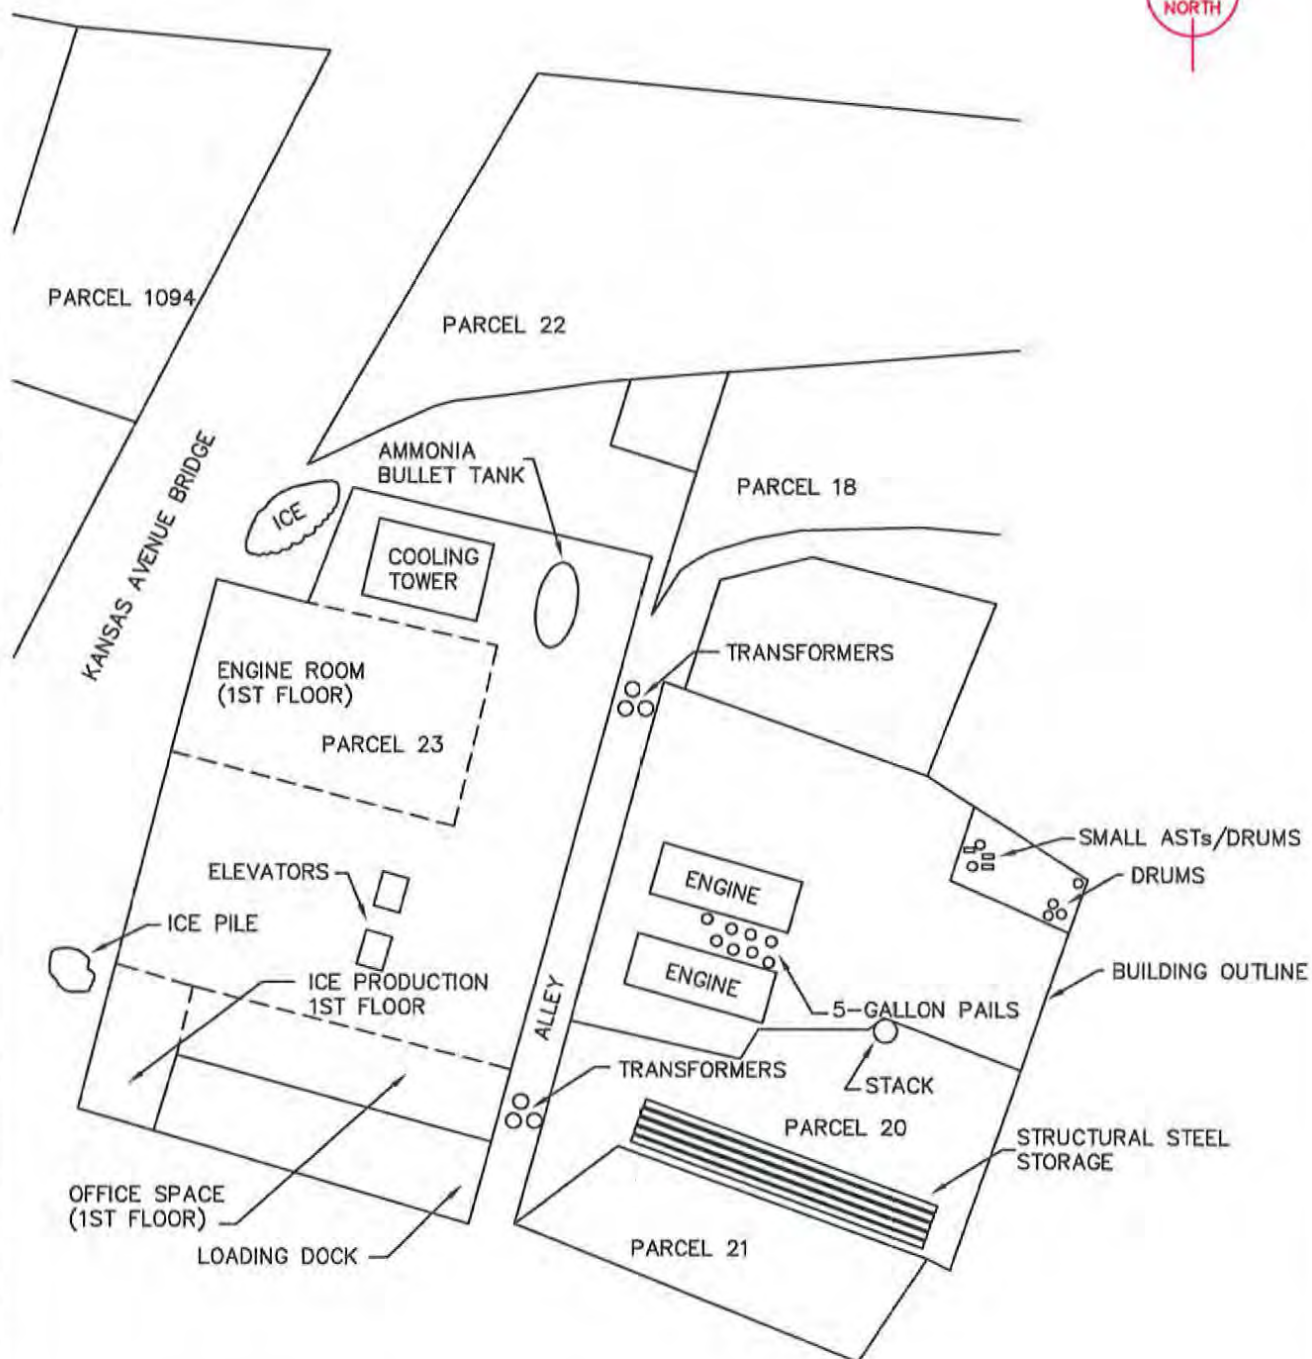 NORTH
PARCEL 1094
PARCEL 22
KANSAS AVENUE BRIDGE
AMMONIA
BULLET TANK
PARCEL 18
ICE
COOLING
TOWER
TRANSFORMERS
ENGINE ROOM
(1ST FLOOR)
PARCEL 23
SMALL ASTs/DRUMS
DRUMS
ELEVATORS
ENGINE
ICE PILE
ENGINE
BUILDING OUTLINE
ICE PRODUCTION
1ST FLOOR
ALLEY
5-GALLON PAILS
TRANSFORMERS
STACK
PARCEL 20
STRUCTURAL STEEL
STORAGE
OFFICE SPACE
(1ST FLOOR)
LOADING DOCK
PARCEL 21